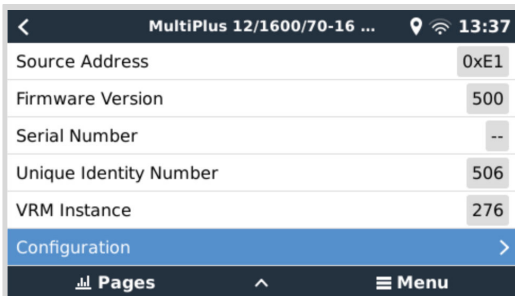 MultiPlus 12/1600/70-16 ... 13:37
Source Address 0xE1
Firmware Version 500
Serial Number --
Unique Identity Number 506
VRM Instance 276
Configuration
Pages Menu